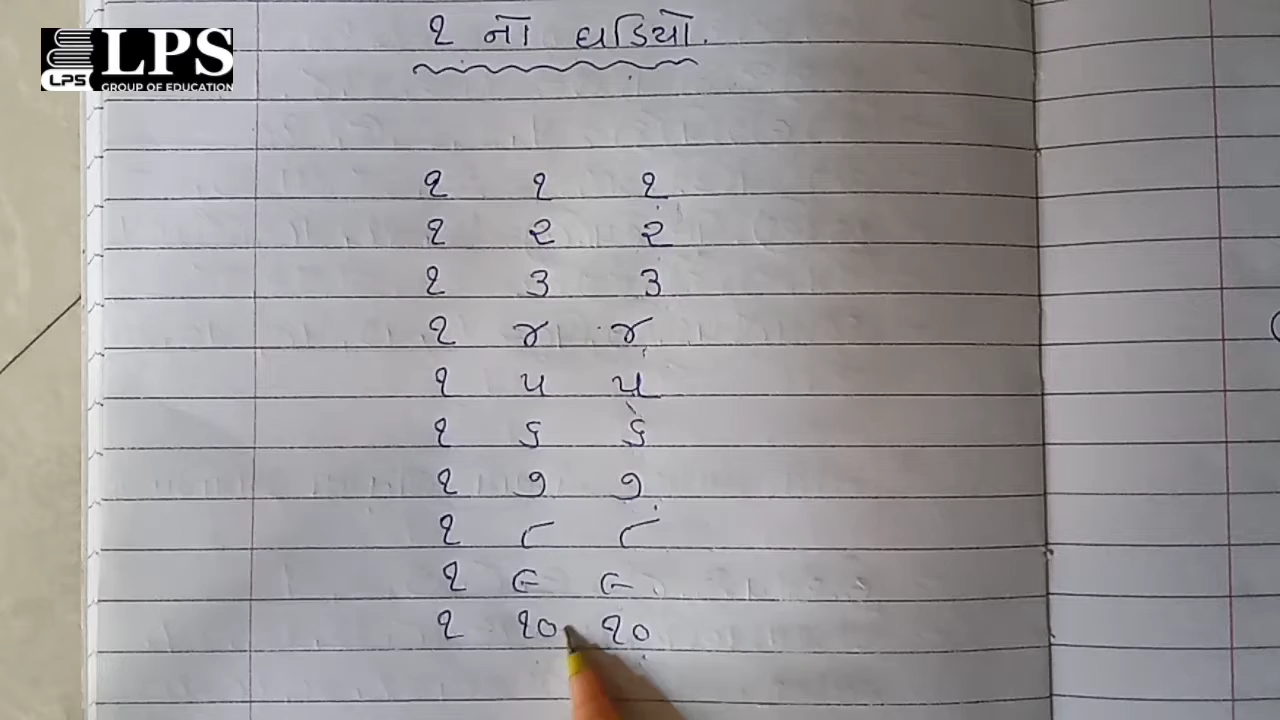 LPS
LPS
GROUP OF EDUCATION
૧ નો ઘડિયો.
૧ ૧ ૧
૧ ૨ ૨
૧ ૩ ૩
૧ ૪ ૪
૧ ૫ ૫
૧ ૬ ૬
૧ ૭ ૭
૧ ૮ ૮
૧ ૯ ૯
૧ ૧૦ ૧૦